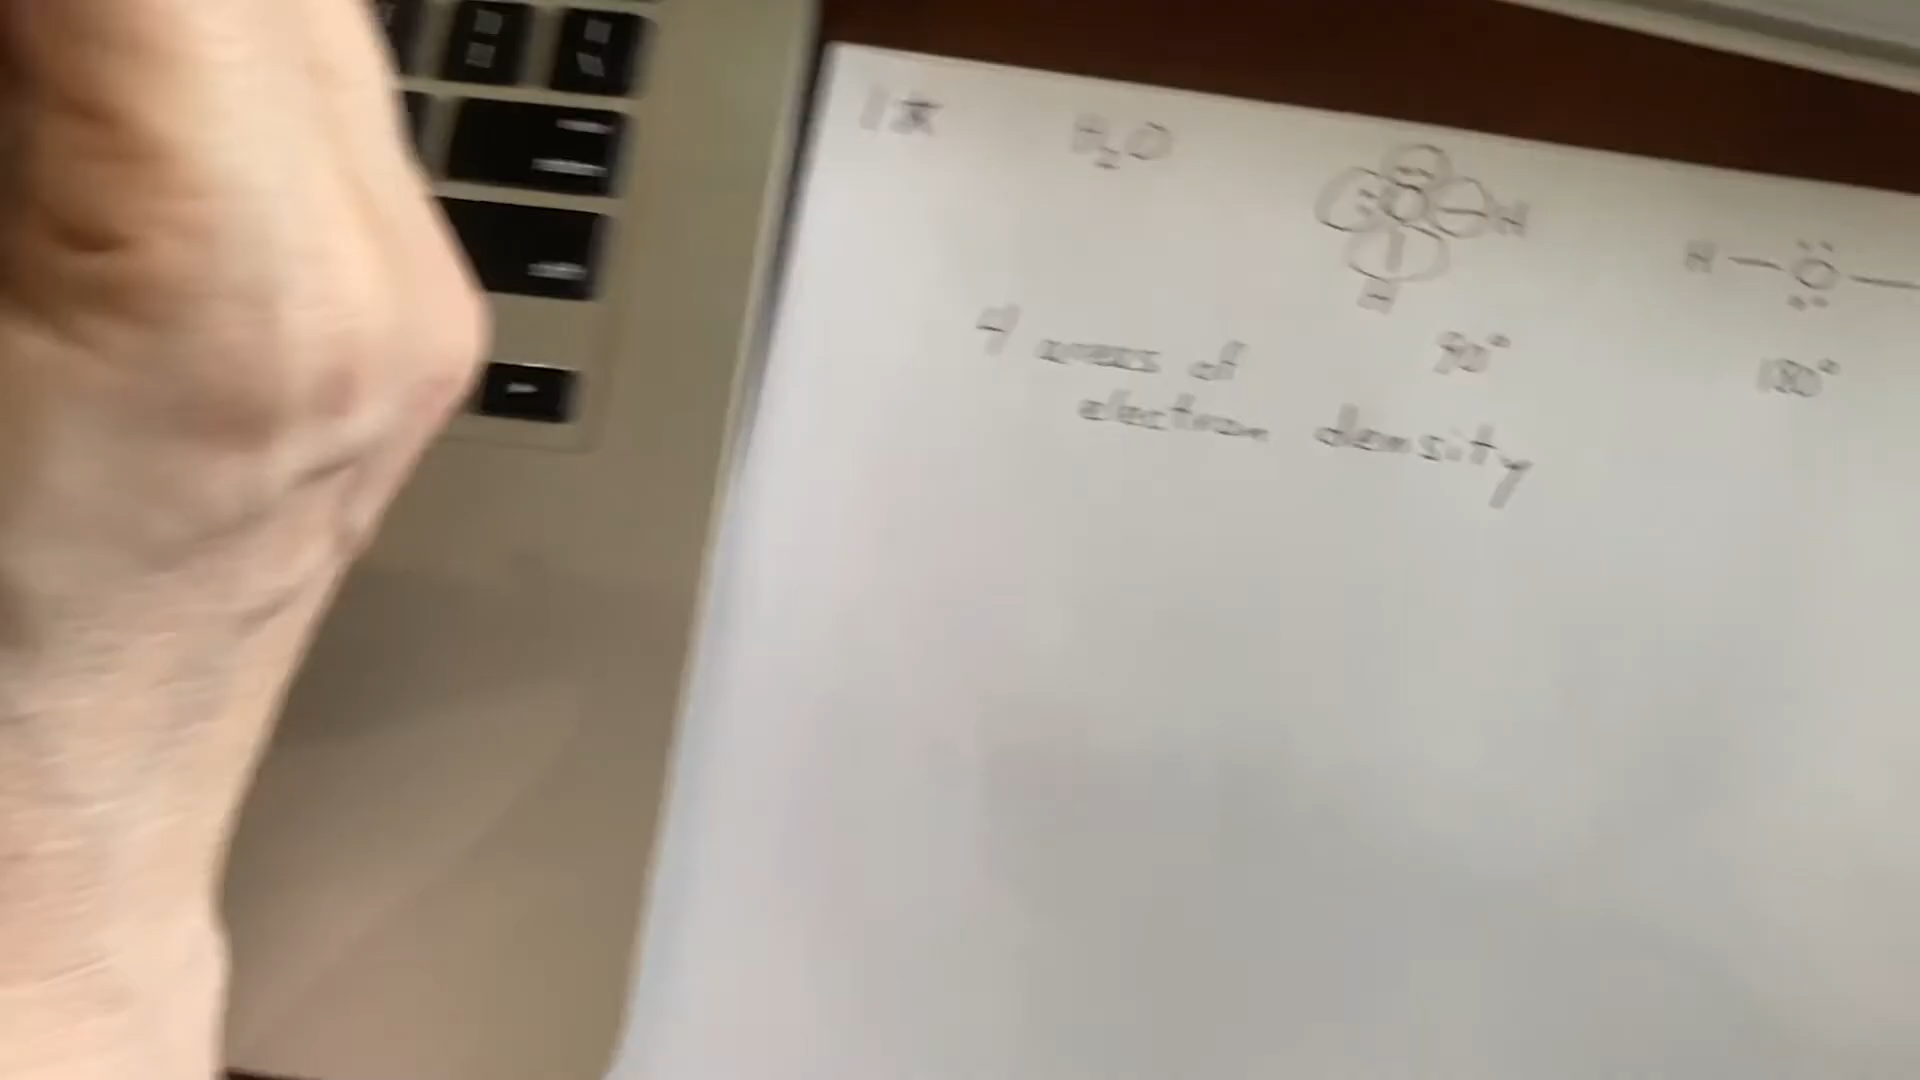 H₂O
O H
H
H — O —
4 areas of
90°
180°
electron density